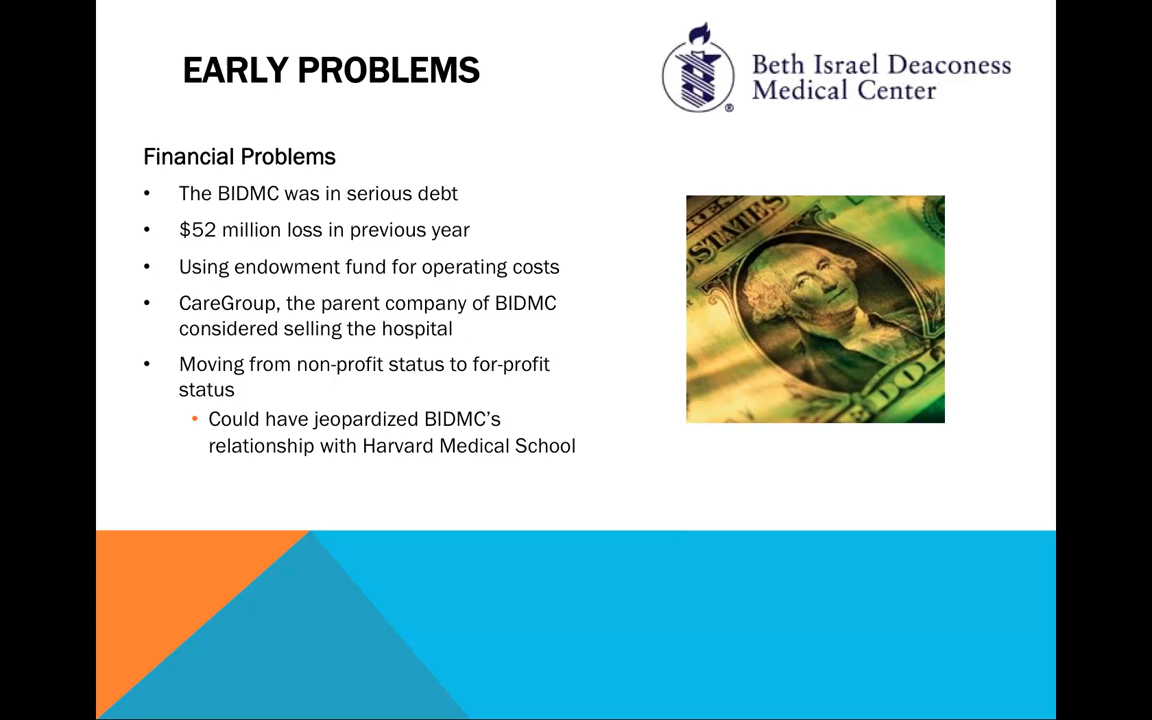 EARLY PROBLEMS
Beth Israel Deaconess
Medical Center
®
Financial Problems
• The BIDMC was in serious debt
• $52 million loss in previous year
• Using endowment fund for operating costs
• CareGroup, the parent company of BIDMC
considered selling the hospital
• Moving from non-profit status to for-profit
status
• Could have jeopardized BIDMC’s
relationship with Harvard Medical School
STATES
DOL